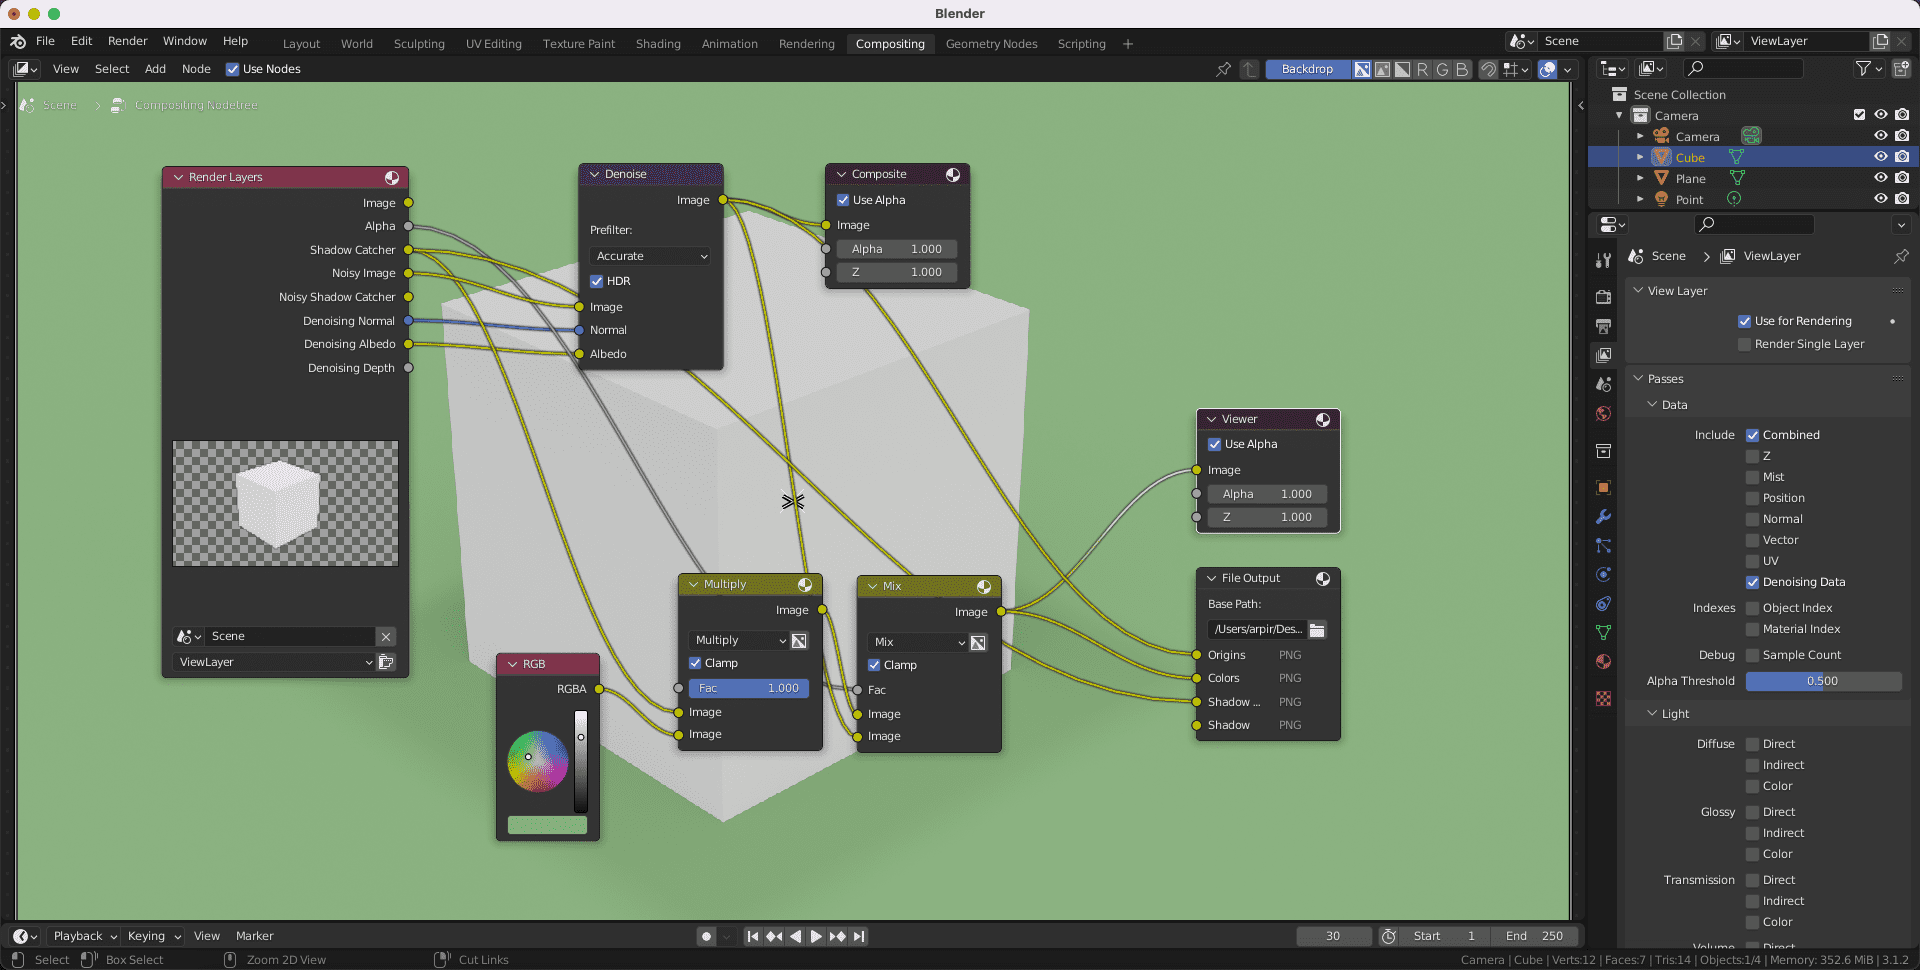 Blender
File Edit Render Window Help Layout World Sculpting UV Editing Texture Paint Shading Animation Rendering Compositing Geometry Nodes Scripting + Scene ViewLayer
View Select Add Node Use Nodes Backdrop R G B
Scene > Compositing Nodetree
Render Layers
Image
Alpha
Shadow Catcher
Noisy Image
Noisy Shadow Catcher
Denoising Normal
Denoising Albedo
Denoising Depth
Scene
ViewLayer
Denoise
Image
Prefilter:
Accurate
HDR
Image
Normal
Albedo
Composite
Use Alpha
Image
Alpha 1.000
Z 1.000
RGB
RGBA
Multiply
Image
Multiply
Clamp
Fac 1.000
Image
Image
Mix
Image
Mix
Clamp
Fac
Image
Image
Viewer
Use Alpha
Image
Alpha 1.000
Z 1.000
File Output
Base Path:
/Users/arpir/Des...
Origins PNG
Colors PNG
Shadow ... PNG
Shadow PNG
Scene Collection
Camera
Camera
Cube
Plane
Point
Scene > ViewLayer
View Layer
Use for Rendering
Render Single Layer
Passes
Data
Include Combined
Z
Mist
Position
Normal
Vector
UV
Denoising Data
Indexes Object Index
Material Index
Debug Sample Count
Alpha Threshold 0.500
Light
Diffuse Direct
Indirect
Color
Glossy Direct
Indirect
Color
Transmission Direct
Indirect
Color
Volume Direct
Playback Keying View Marker 30 Start 1 End 250
Select Box Select Zoom 2D View Cut Links Camera | Cube | Verts:12 | Faces:7 | Tris:14 | Objects:1/4 | Memory: 352.6 MiB | 3.1.2